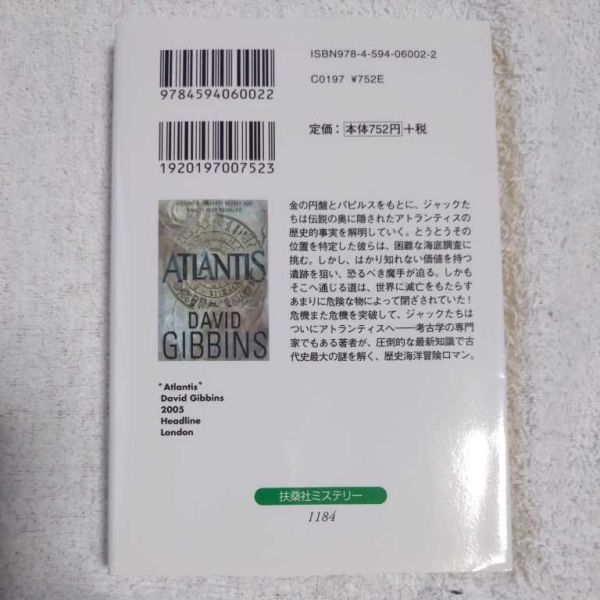 ISBN978-4-594-06002-2
C0197 ¥752E
9784594060022
定価：本体752円＋税
1920197007523
金の円盤とパピルスをもとに、ジャックた
ちは伝説の奥に隠されたアトランティスの
歴史的事実を解明していく。とうとうその
位置を特定した彼らは、困難な海底調査に
挑む。しかし、はかり知れない価値を持つ
遺跡を狙い、恐るべき魔手が迫る。しかも
そこへ通じる道は、世界に滅亡をもたらす
あまりに危険な物によって閉ざされていた！
危機また危機を突破して、ジャックたちは
ついにアトランティスへ――考古学の専門
家でもある著者が、圧倒的な最新知識で古
代史最大の謎を解く、歴史海洋冒険ロマン。
ATLANTIS
DAVID
GIBBINS
"Atlantis"
David Gibbins
2005
Headline
London
扶桑社ミステリー
1184